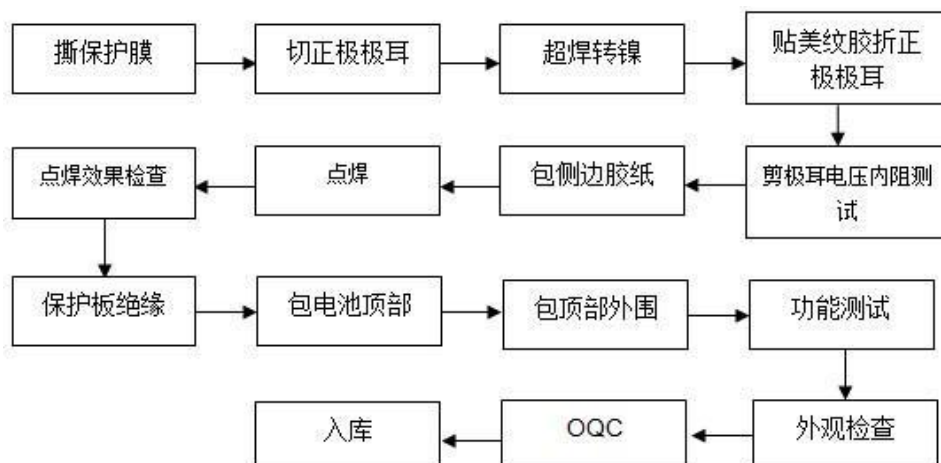 撕保护膜
切正极极耳
超焊转镍
贴美纹胶折正
极极耳
剪极耳电压内阻测
试
包侧边胶纸
点焊
点焊效果检查
保护板绝缘
包电池顶部
包顶部外围
功能测试
外观检查
OQC
入库